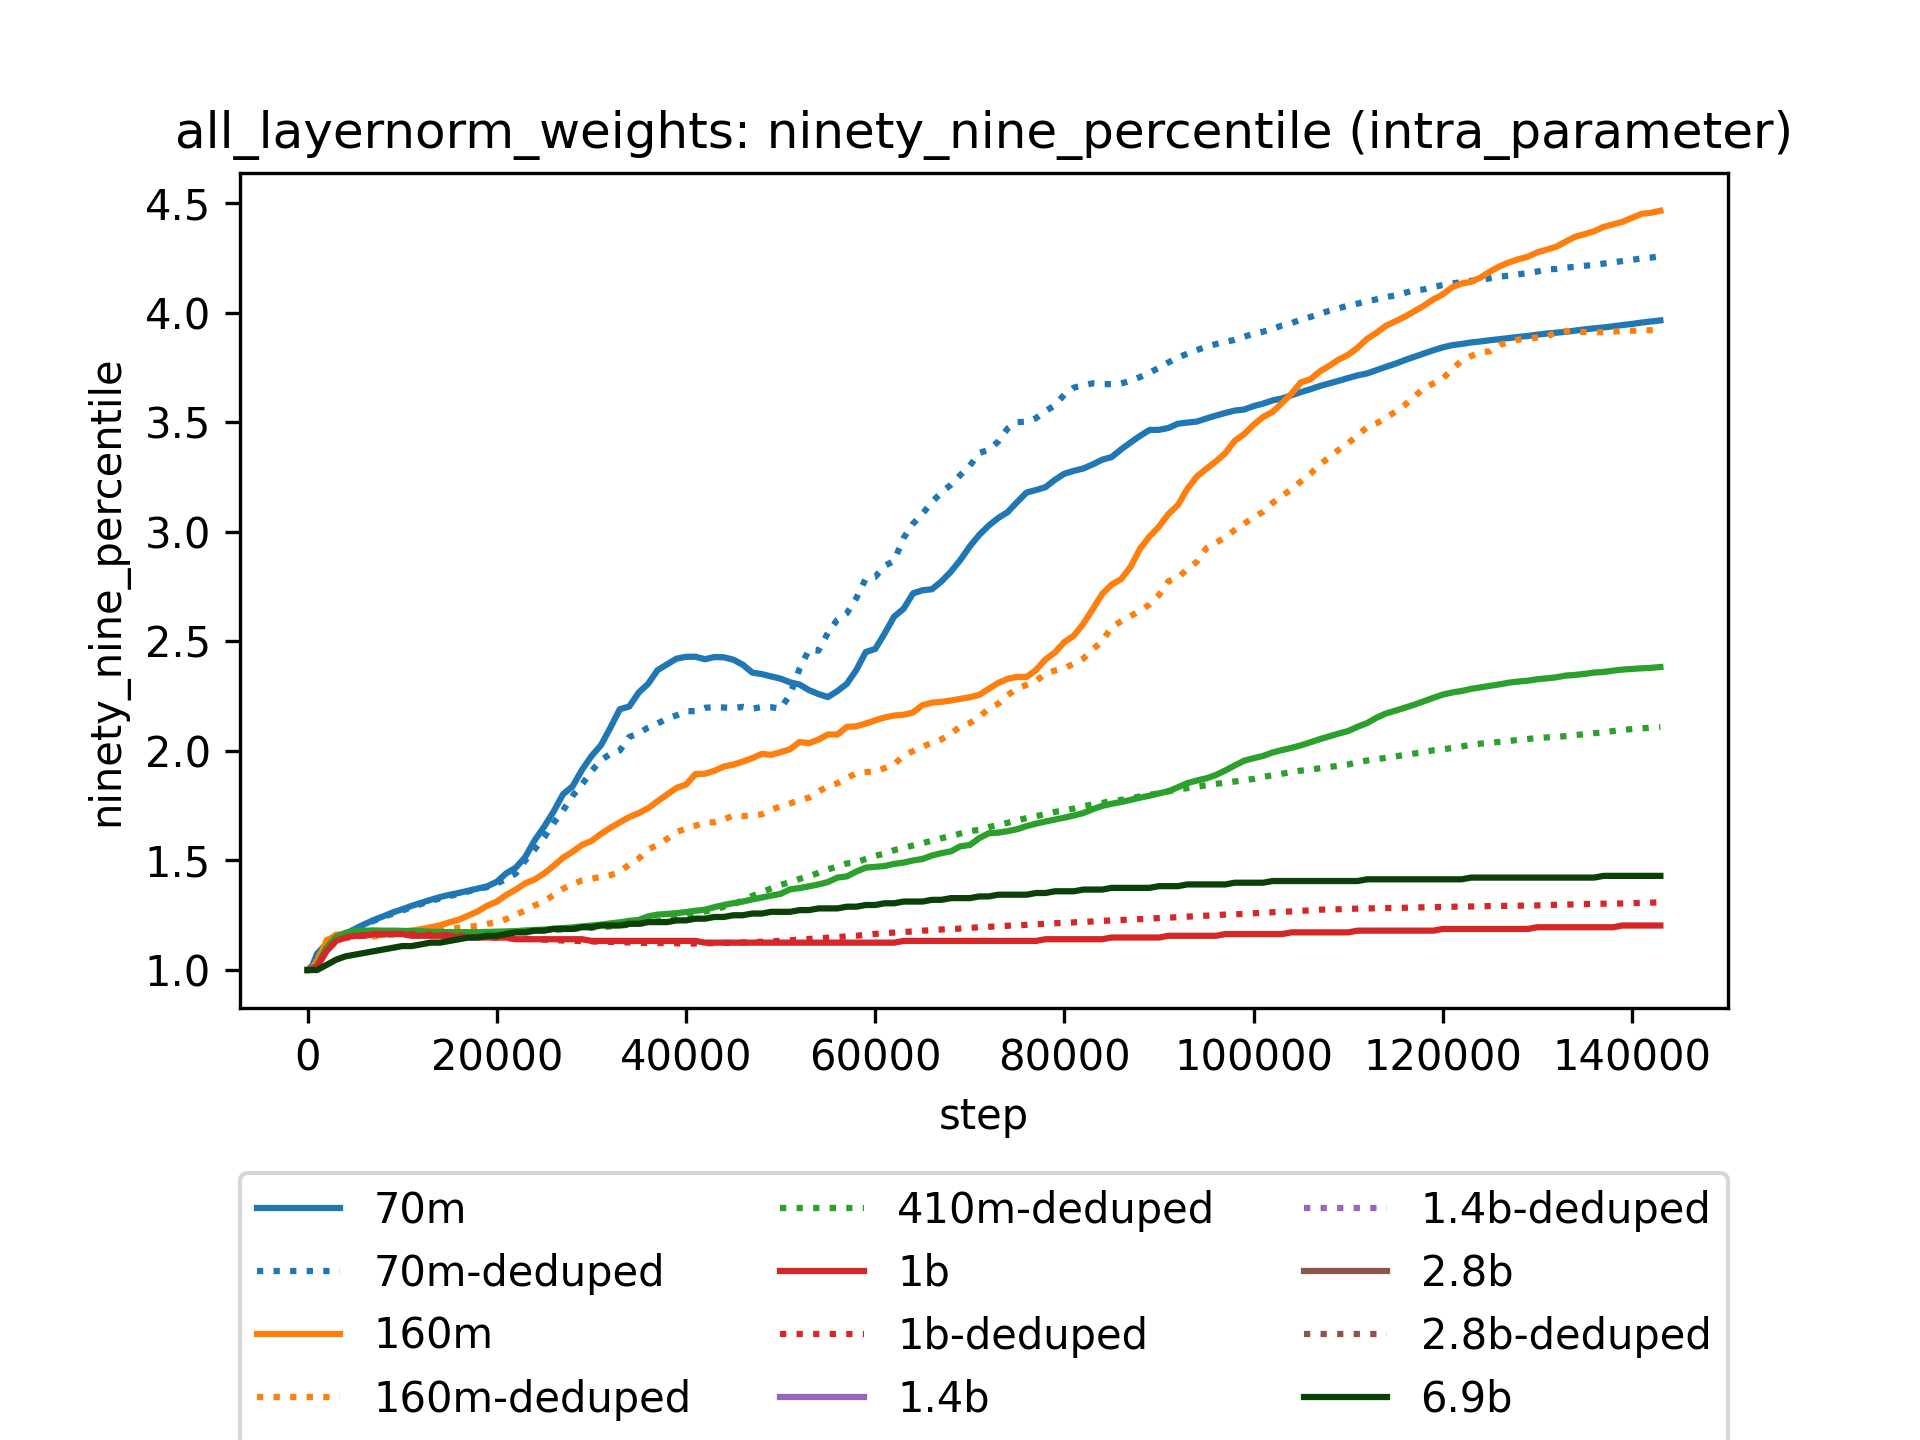 all_layernorm_weights: ninety_nine_percentile (intra_parameter)
ninety_nine_percentile
4.5
4.0
3.5
3.0
2.5
2.0
1.5
1.0
0 20000 40000 60000 80000 100000 120000 140000
step
70m 410m-deduped 1.4b-deduped
70m-deduped 1b 2.8b
160m 1b-deduped 2.8b-deduped
160m-deduped 1.4b 6.9b